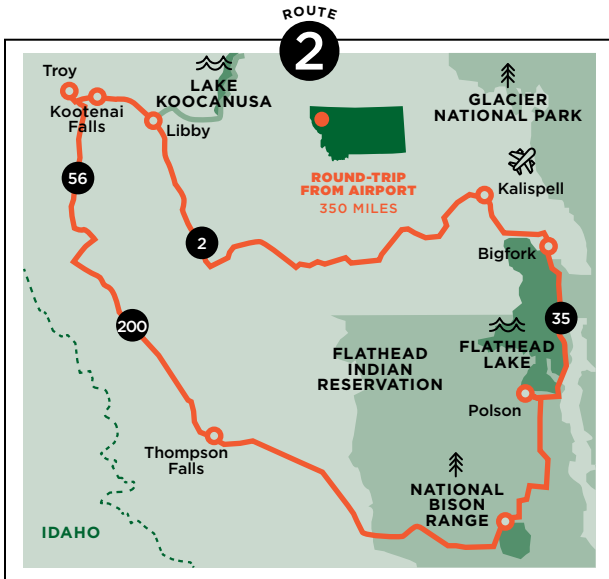 ROUTE
2
Troy
Kootenai
Falls
LAKE
KOOCANUSA
Libby
GLACIER
NATIONAL PARK
ROUND-TRIP
FROM AIRPORT
350 MILES
56
Kalispell
2
Bigfork
200
35
FLATHEAD
INDIAN
RESERVATION
FLATHEAD
LAKE
Polson
Thompson
Falls
NATIONAL
BISON
RANGE
IDAHO